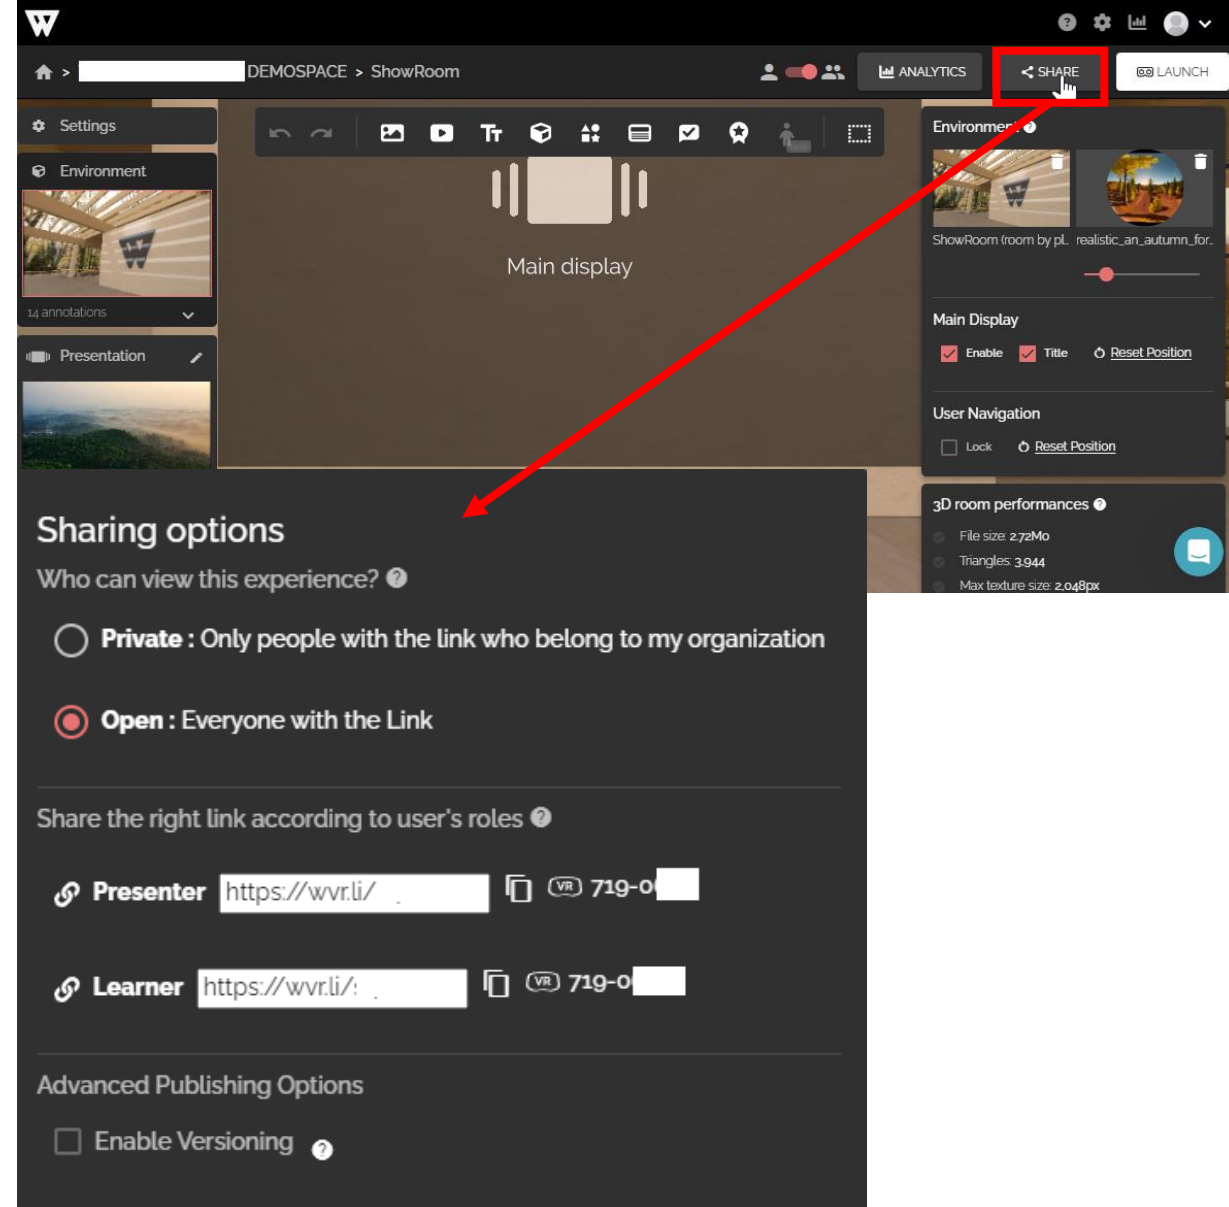 > DEMOSPACE > ShowRoom
ANALYTICS
SHARE
LAUNCH
Settings
Environment
14 annotations
Presentation
Tт
Main display
Environment
ShowRoom (room by pl..
realistic_an_autumn_for..
Main Display
Enable Title Reset Position
User Navigation
Lock Reset Position
3D room performances
File size: 2.72Mo
Triangles: 3,944
Max texture size: 2,048px
Sharing options
Who can view this experience? ?
Private : Only people with the link who belong to my organization
Open : Everyone with the Link
Share the right link according to user's roles ?
Presenter https://wvr.li/ VR 719-0
Learner https://wvr.li/ VR 719-0
Advanced Publishing Options
Enable Versioning ?